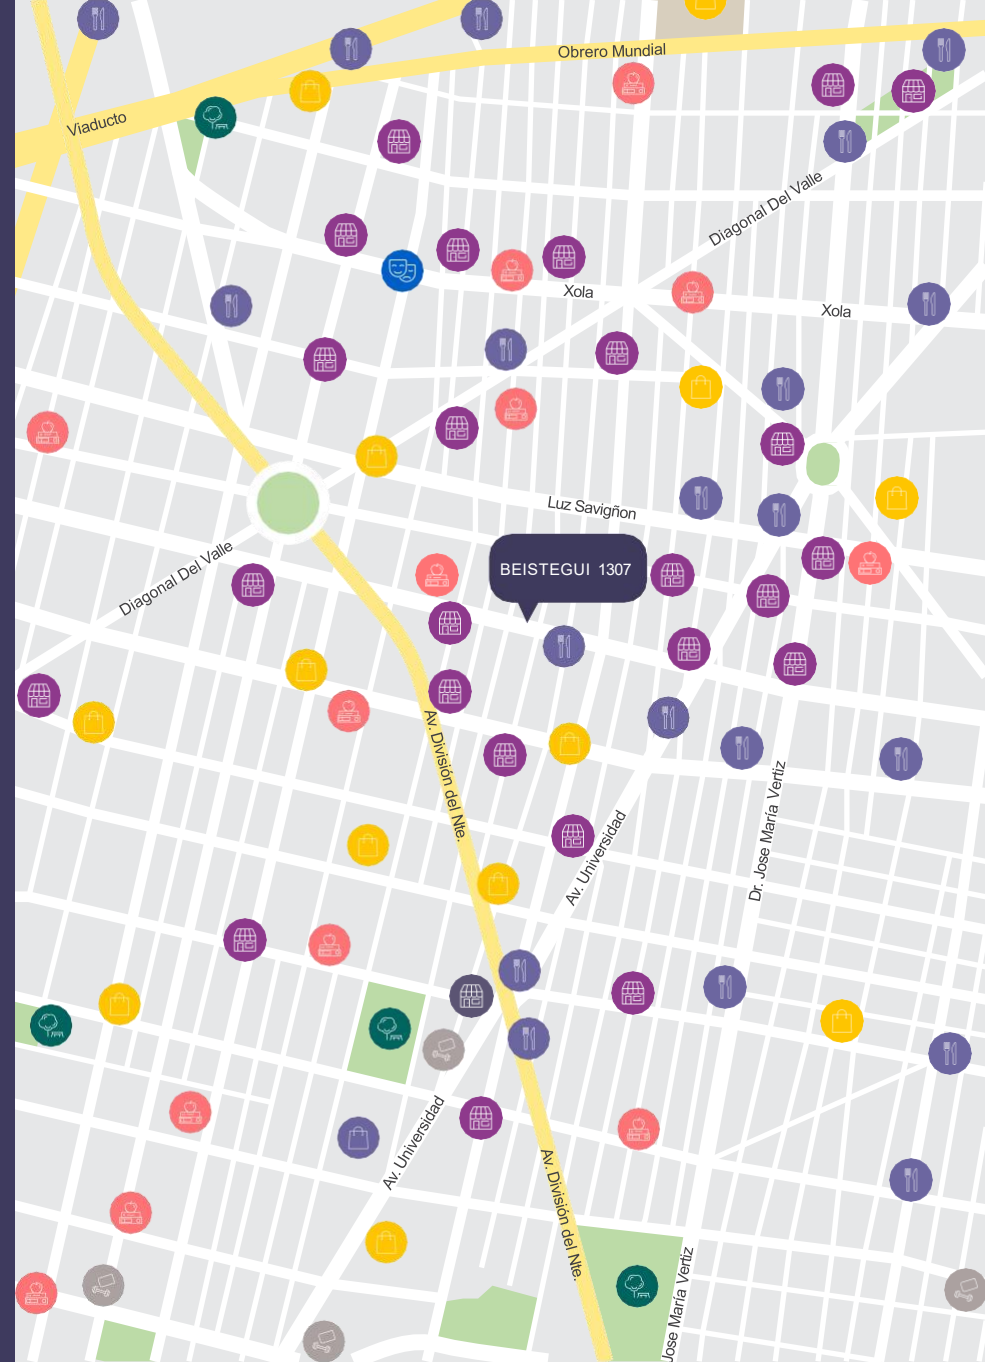 Obrero Mundial
Viaducto
Diagonal Del Valle
Xola
Xola
Luz Savigñon
Diagonal Del Valle
BEISTEGUI 1307
Av. División del Nte.
Dr. Jose María Vertiz
Av. Universidad
Av. Universidad
Av. División del Nte.
Jose María Vertiz